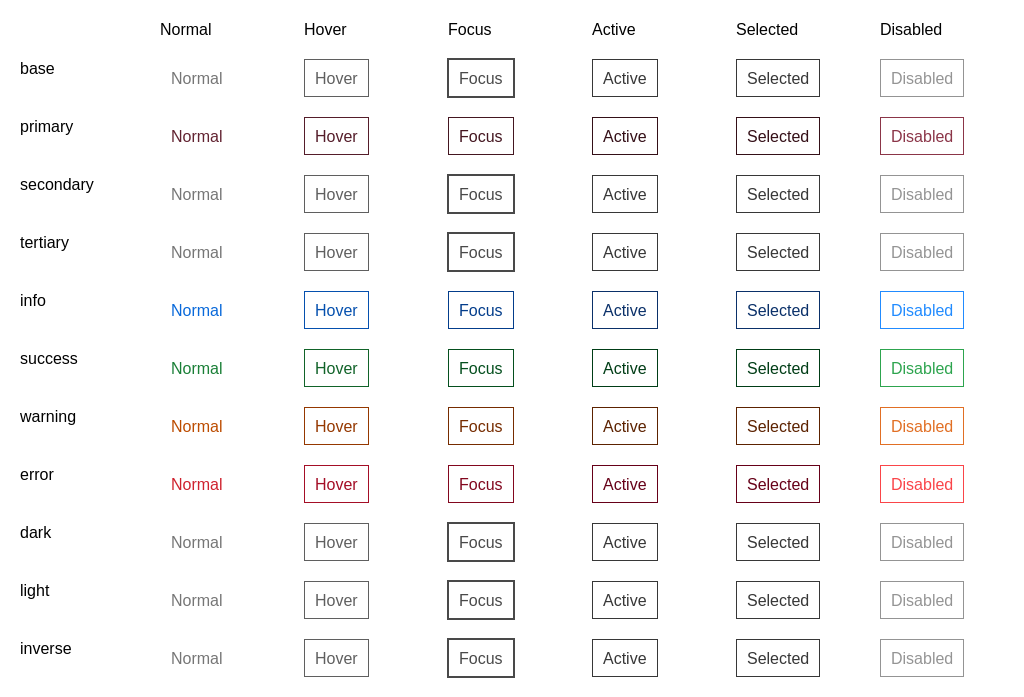 Normal Hover Focus Active Selected Disabled
base Normal Hover Focus Active Selected Disabled
primary Normal Hover Focus Active Selected Disabled
secondary Normal Hover Focus Active Selected Disabled
tertiary Normal Hover Focus Active Selected Disabled
info Normal Hover Focus Active Selected Disabled
success Normal Hover Focus Active Selected Disabled
warning Normal Hover Focus Active Selected Disabled
error Normal Hover Focus Active Selected Disabled
dark Normal Hover Focus Active Selected Disabled
light Normal Hover Focus Active Selected Disabled
inverse Normal Hover Focus Active Selected Disabled